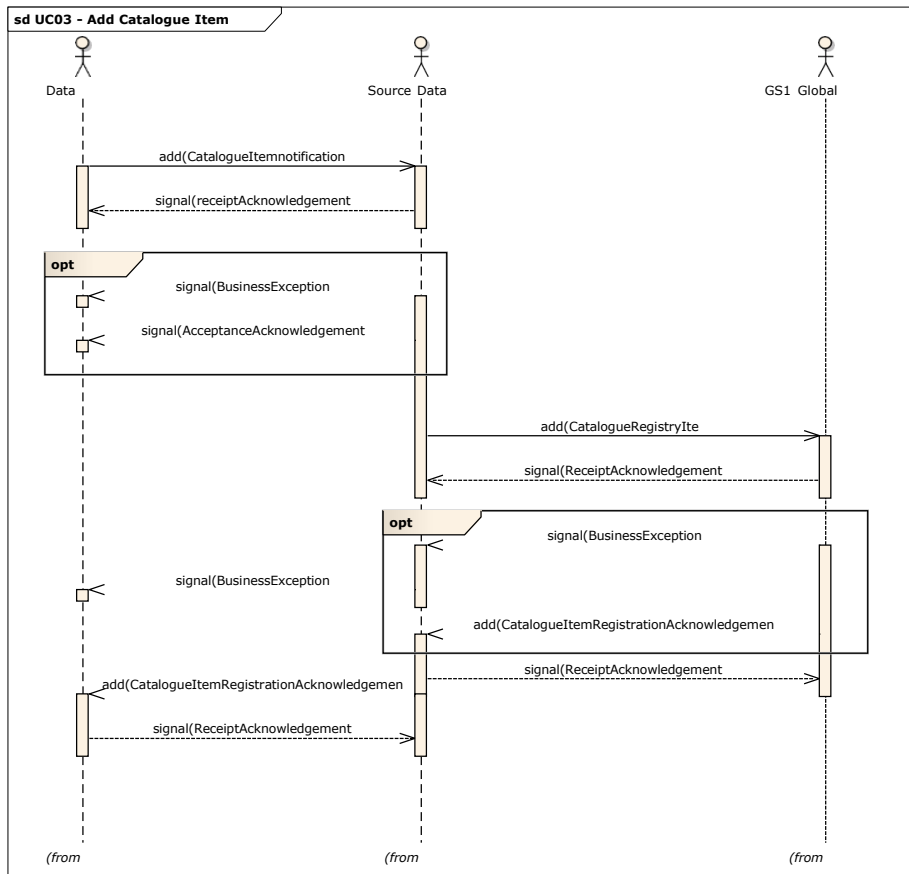 sd UC03 - Add Catalogue Item
Data
Source Data
GS1 Global
add(CatalogueItemnotification
signal(receiptAcknowledgement
opt
signal(BusinessException
signal(AcceptanceAcknowledgement
add(CatalogueRegistryIte
signal(ReceiptAcknowledgement
opt
signal(BusinessException
signal(BusinessException
add(CatalogueItemRegistrationAcknowledgemen
signal(ReceiptAcknowledgement
add(CatalogueItemRegistrationAcknowledgemen
signal(ReceiptAcknowledgement
(from
(from
(from